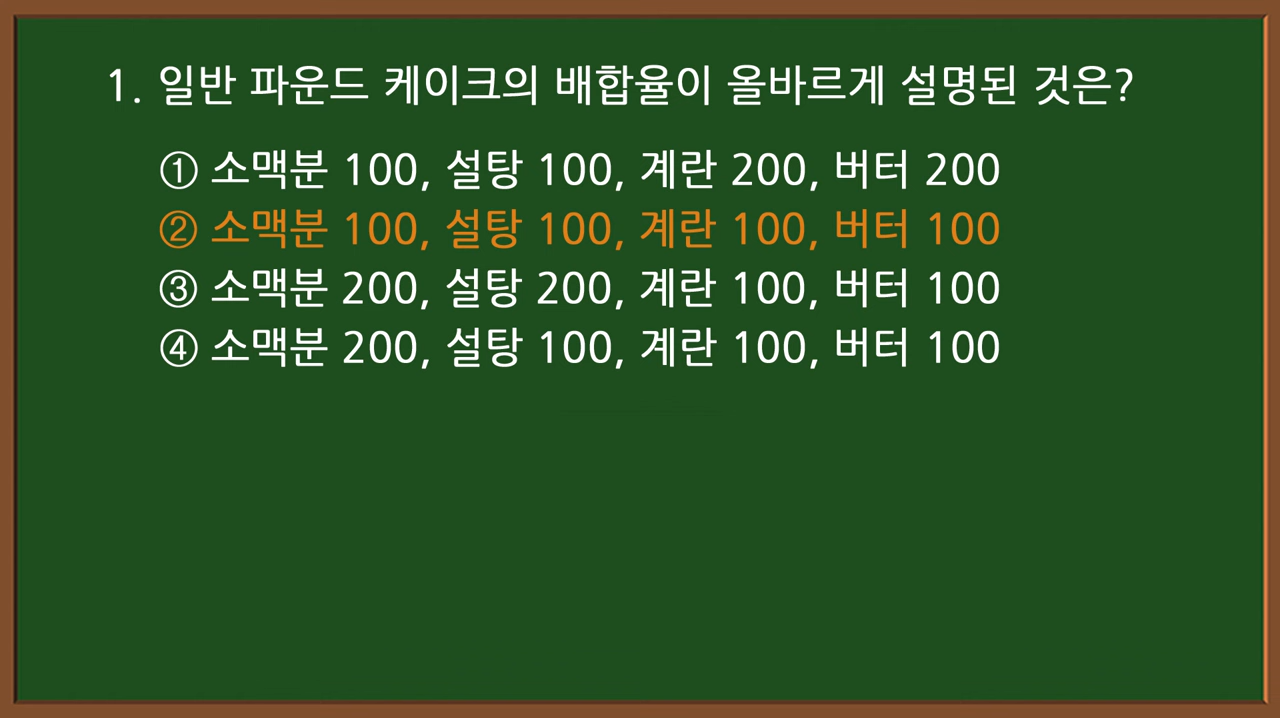 1. 일반 파운드 케이크의 배합율이 올바르게 설명된 것은?
① 소맥분 100, 설탕 100, 계란 200, 버터 200
② 소맥분 100, 설탕 100, 계란 100, 버터 100
③ 소맥분 200, 설탕 200, 계란 100, 버터 100
④ 소맥분 200, 설탕 100, 계란 100, 버터 100